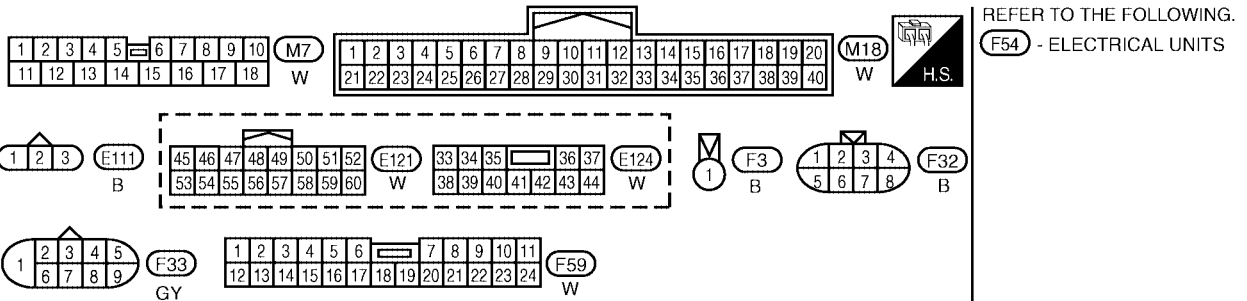 REFER TO THE FOLLOWING.
F54 - ELECTRICAL UNITS
1 2 3 4 5 6 7 8 9 10
11 12 13 14 15 16 17 18
M7
W
1 2 3 4 5 6 7 8 9 10 11 12 13 14 15 16 17 18 19 20
21 22 23 24 25 26 27 28 29 30 31 32 33 34 35 36 37 38 39 40
M18
W
H.S.
1 2 3
E111
B
45 46 47 48 49 50 51 52
53 54 55 56 57 58 59 60
E121
W
33 34 35 36 37
38 39 40 41 42 43 44
E124
W
1
F3
B
1 2 3 4
5 6 7 8
F32
B
1
2 3 4 5
6 7 8 9
F33
GY
1 2 3 4 5 6 7 8 9 10 11
12 13 14 15 16 17 18 19 20 21 22 23 24
F59
W